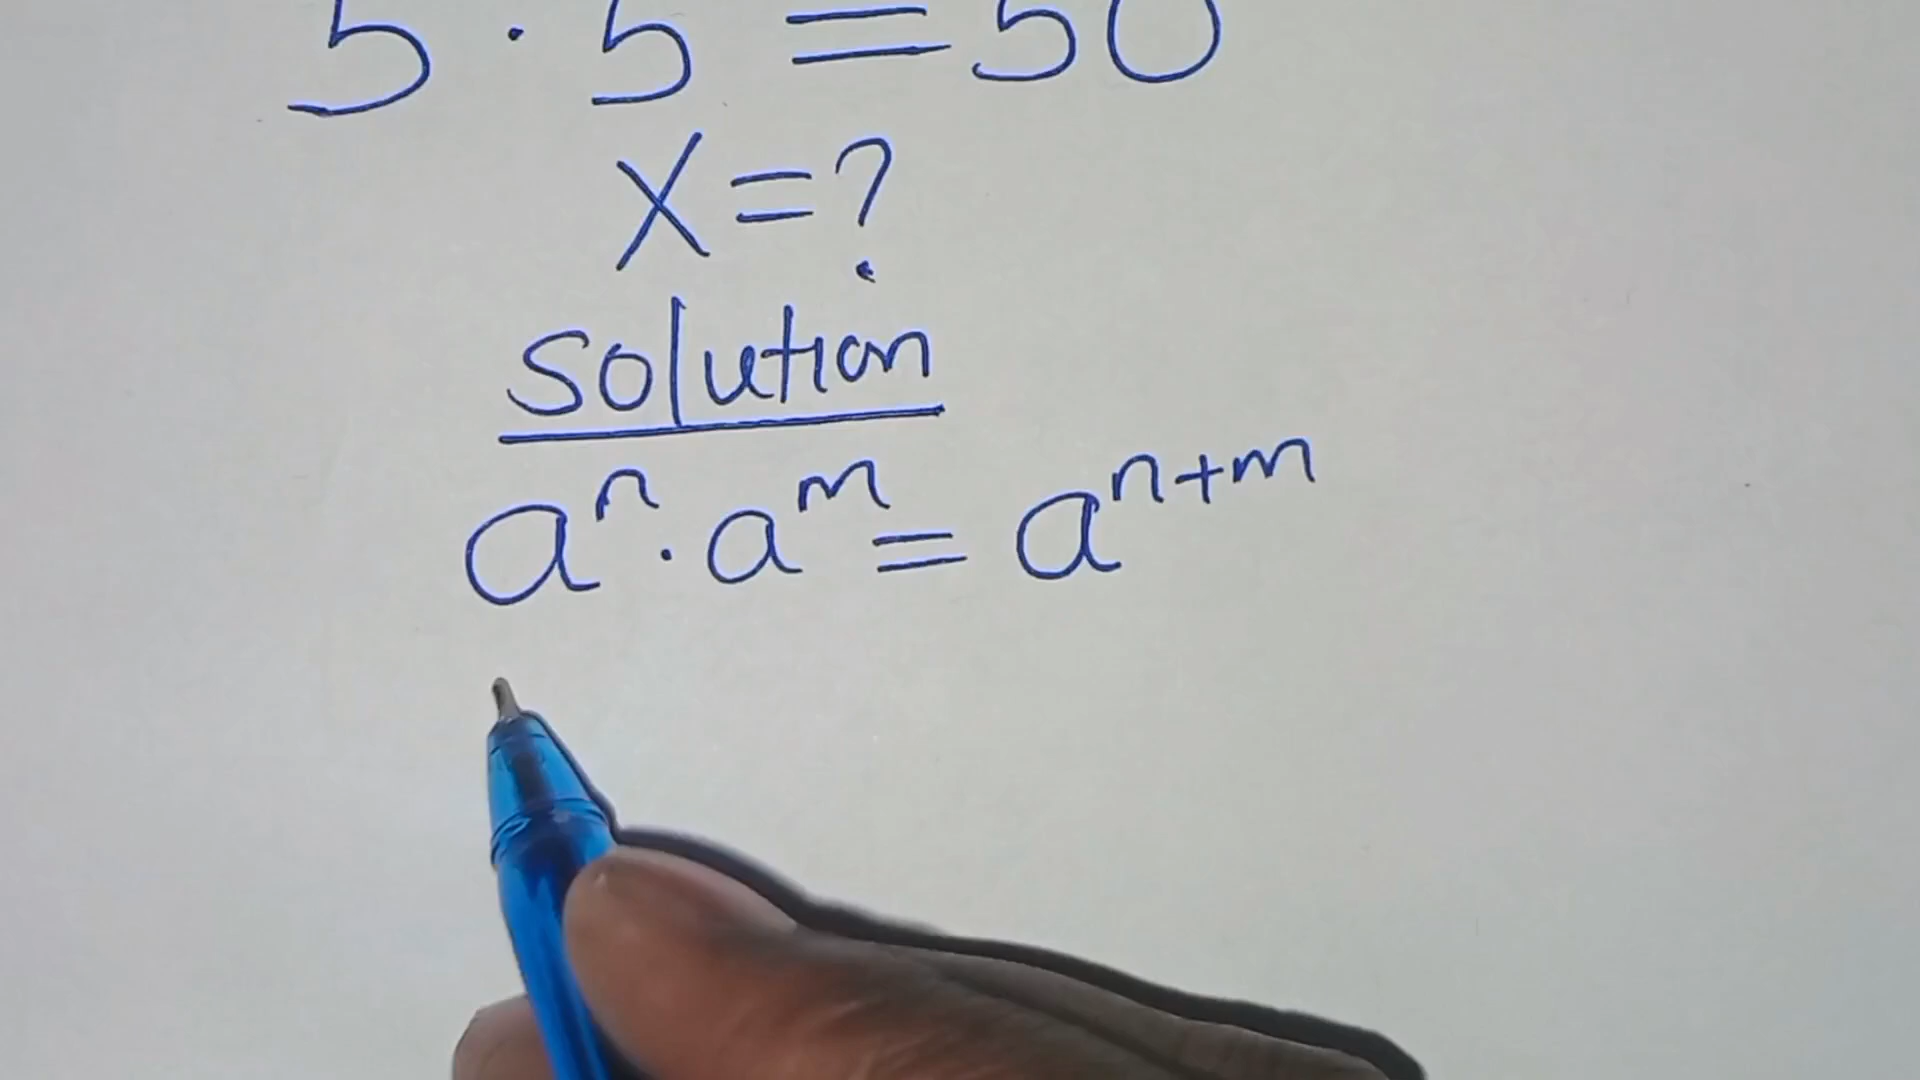 5 · 5 = 50
x = ?
Solution
aⁿ · aᵐ = aⁿ⁺ᵐ